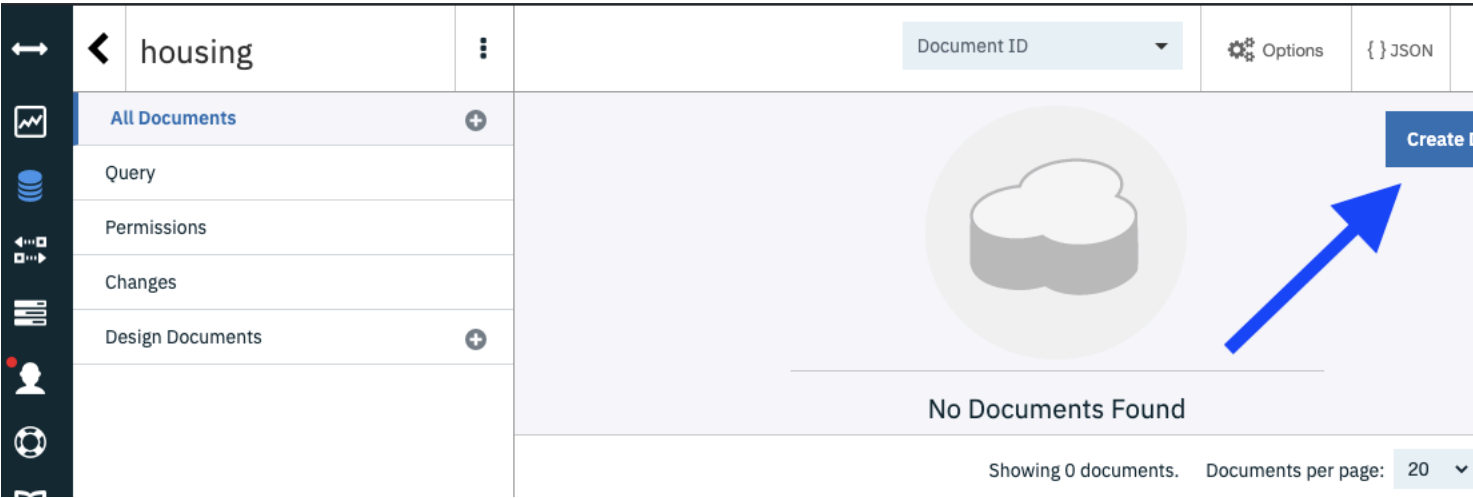 housing
Document ID
Options
{ } JSON
All Documents
Create
Query
Permissions
Changes
Design Documents
No Documents Found
Showing 0 documents. Documents per page: 20